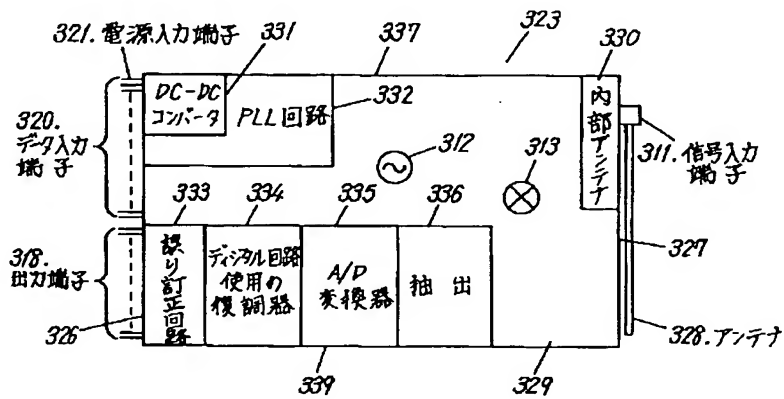 321.電源入力端子
331
337
323
330
DC-DC
コンバータ
PLL回路
332
内部アンテナ
320.
データ入力
端子
312
313
311.信号入力
端子
333
334
335
336
327
318.
出力端子
誤り訂正回路
ディジタル回路
使用の
復調器
A/D
変換器
抽出
326
339
329
328.アンテナ